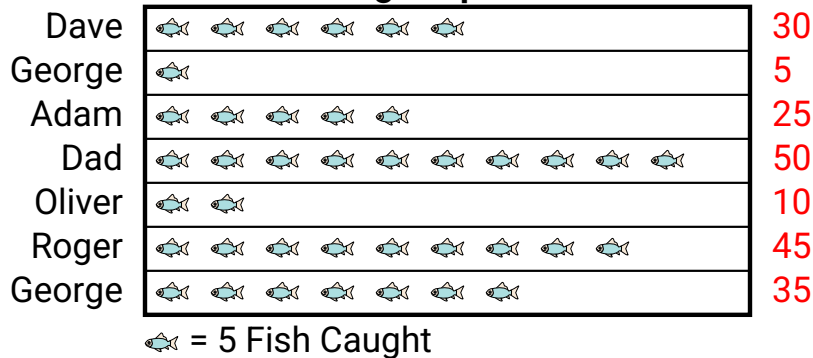 Dave 30
George 5
Adam 25
Dad 50
Oliver 10
Roger 45
George 35
= 5 Fish Caught